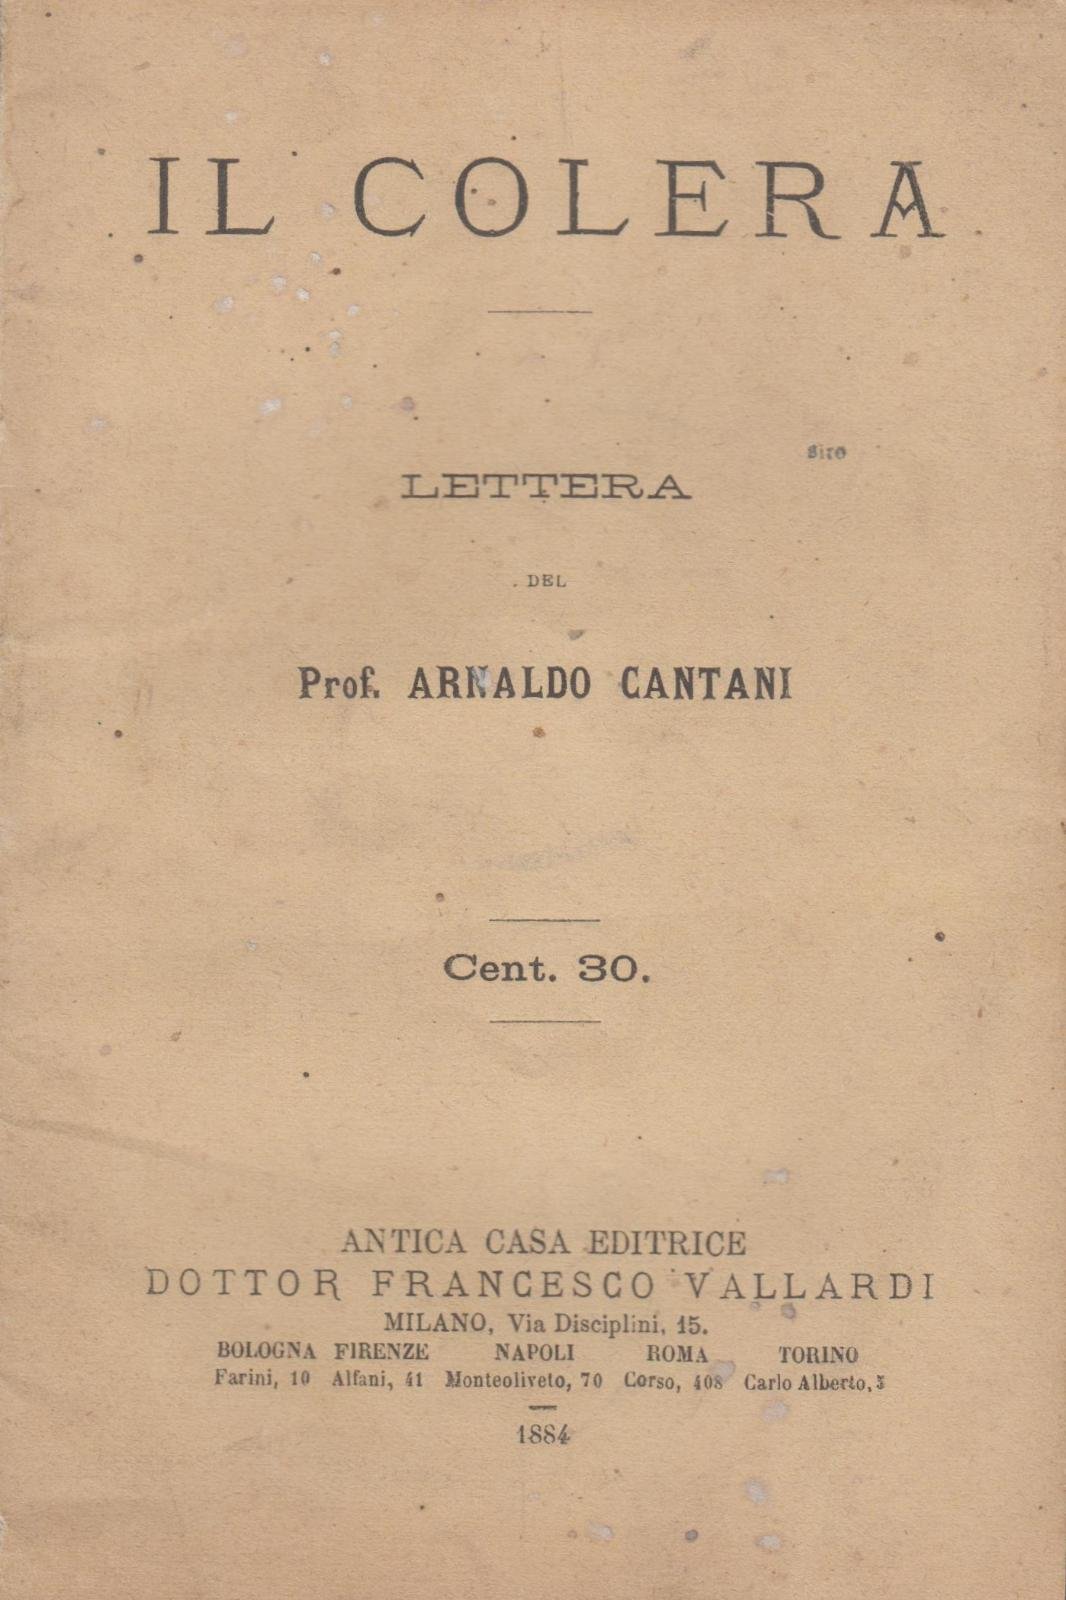 IL COLERA
siro
LETTERA
DEL
Prof. ARNALDO CANTANI
Cent. 30.
ANTICA CASA EDITRICE
DOTTOR FRANCESCO VALLARDI
MILANO, Via Disciplini, 15.
BOLOGNA FIRENZE NAPOLI ROMA TORINO
Farini, 10 Alfani, 41 Monteoliveto, 70 Corso, 408 Carlo Alberto, 5
1884